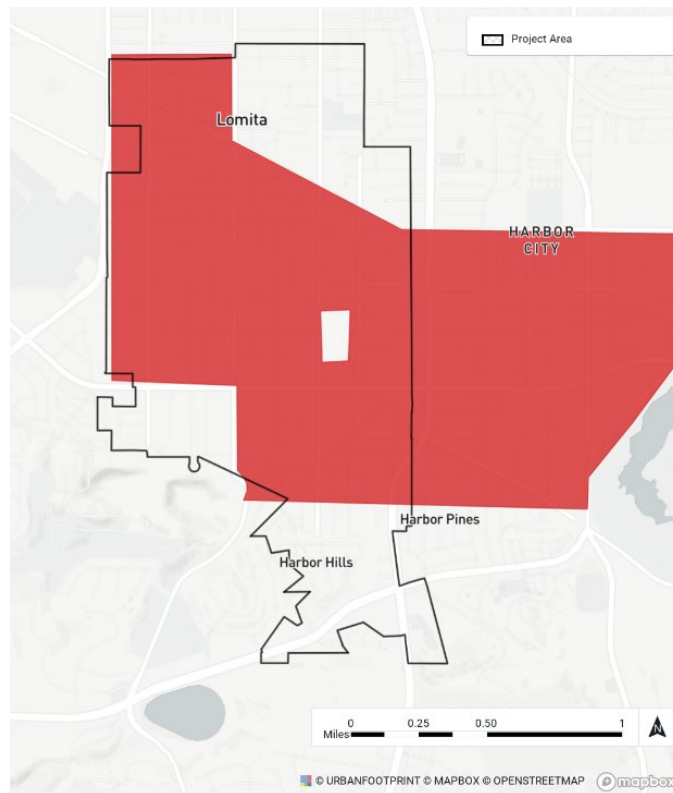 Project Area
Lomita
HARBOR
CITY
Harbor Pines
Harbor Hills
0 0.25 0.50 1
Miles
N
© URBANFOOTPRINT © MAPBOX © OPENSTREETMAP
mapbox